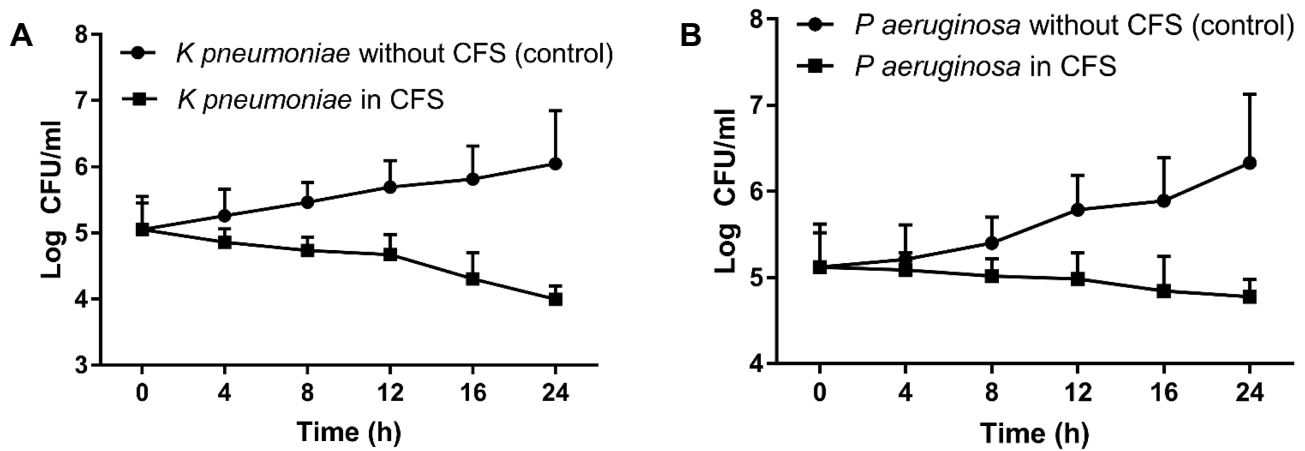 A
K pneumoniae without CFS (control)
K pneumoniae in CFS
Log CFU/ml
8
7
6
5
4
3
0 4 8 12 16 24
Time (h)
B
P aeruginosa without CFS (control)
P aeruginosa in CFS
Log CFU/ml
8
7
6
5
4
0 4 8 12 16 24
Time (h)